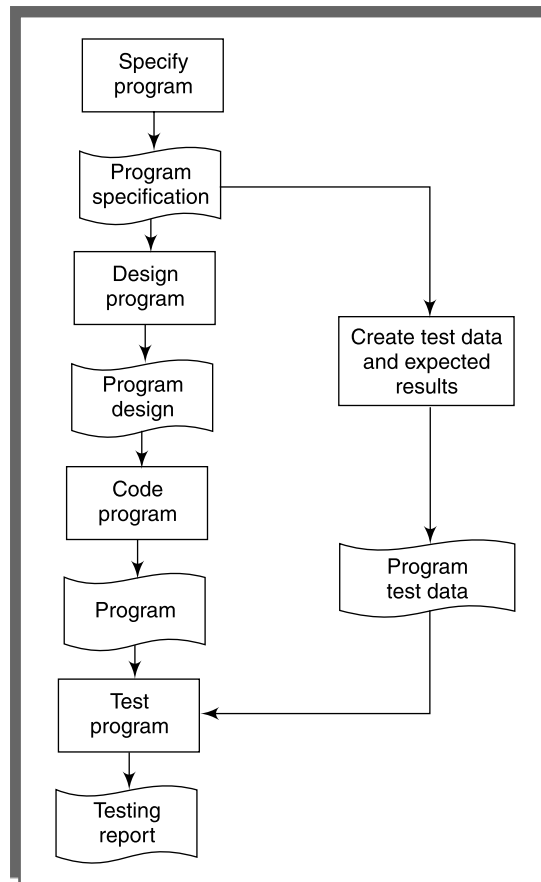 Specify
program
Program
specification
Design
program
Create test data
and expected
results
Program
design
Code
program
Program
test data
Program
Test
program
Testing
report